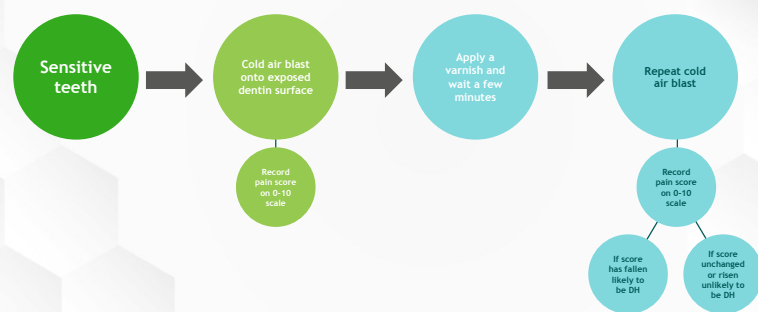 Sensitive
teeth
Cold air blast
onto exposed
dentin surface
Apply a
varnish and
wait a few
minutes
Repeat cold
air blast
Record
pain score
on 0-10
scale
Record
pain score
on 0-10
scale
If score
has fallen
likely to
be DH
If score
unchanged
or risen
unlikely to
be DH